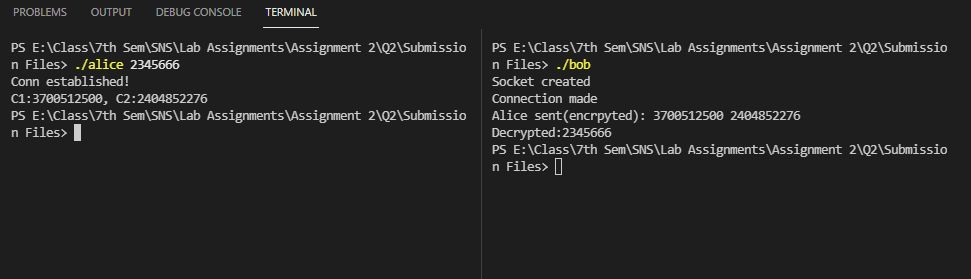 PROBLEMS OUTPUT DEBUG CONSOLE TERMINAL
PS E:\Class\7th Sem\SNS\Lab Assignments\Assignment 2\Q2\Submissio
n Files> ./alice 2345666
Conn established!
C1:3700512500, C2:2404852276
PS E:\Class\7th Sem\SNS\Lab Assignments\Assignment 2\Q2\Submissio
n Files>
PS E:\Class\7th Sem\SNS\Lab Assignments\Assignment 2\Q2\Submissio
n Files> ./bob
Socket created
Connection made
Alice sent(encrpyted): 3700512500 2404852276
Decrypted:2345666
PS E:\Class\7th Sem\SNS\Lab Assignments\Assignment 2\Q2\Submissio
n Files>